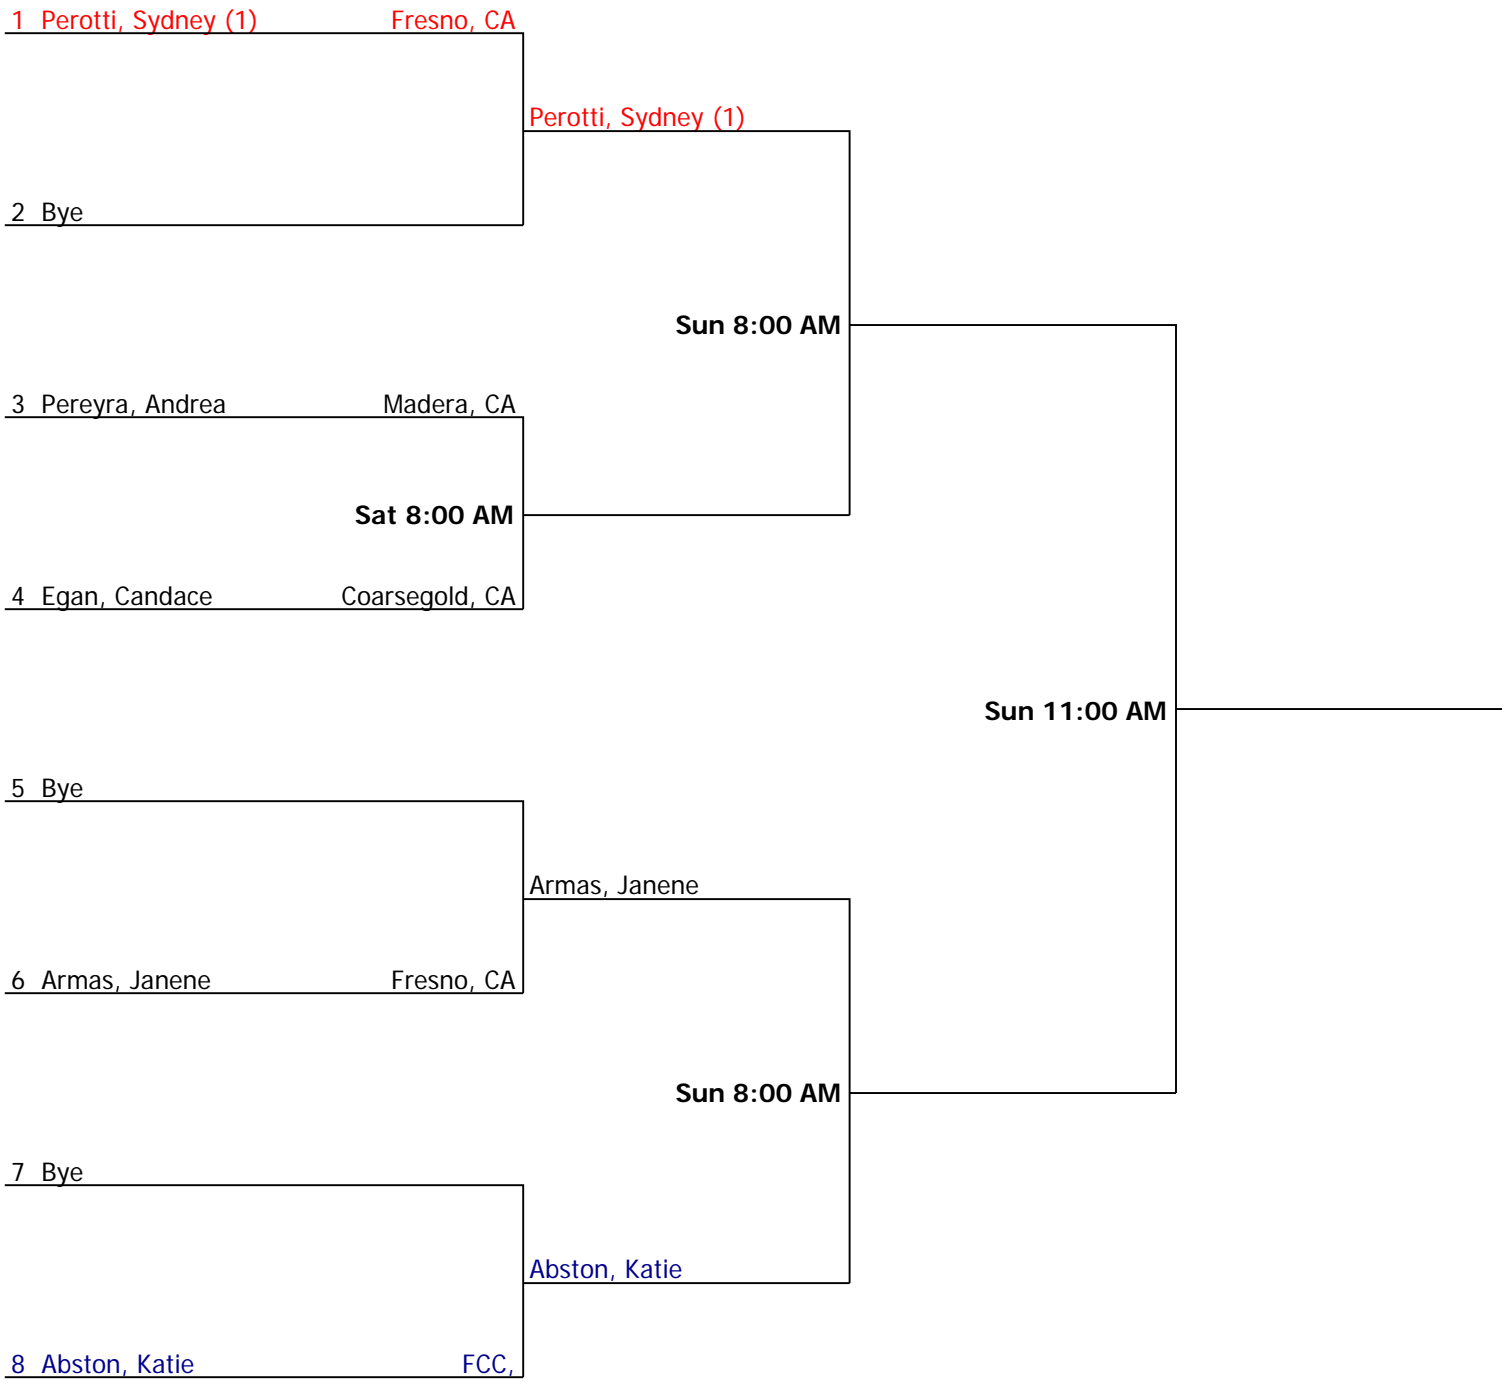 1 Perotti, Sydney (1) Fresno, CA
Perotti, Sydney (1)
2 Bye
Sun 8:00 AM
3 Pereyra, Andrea Madera, CA
Sat 8:00 AM
4 Egan, Candace Coarsegold, CA
Sun 11:00 AM
5 Bye
Armas, Janene
6 Armas, Janene Fresno, CA
Sun 8:00 AM
7 Bye
Abston, Katie
8 Abston, Katie FCC,